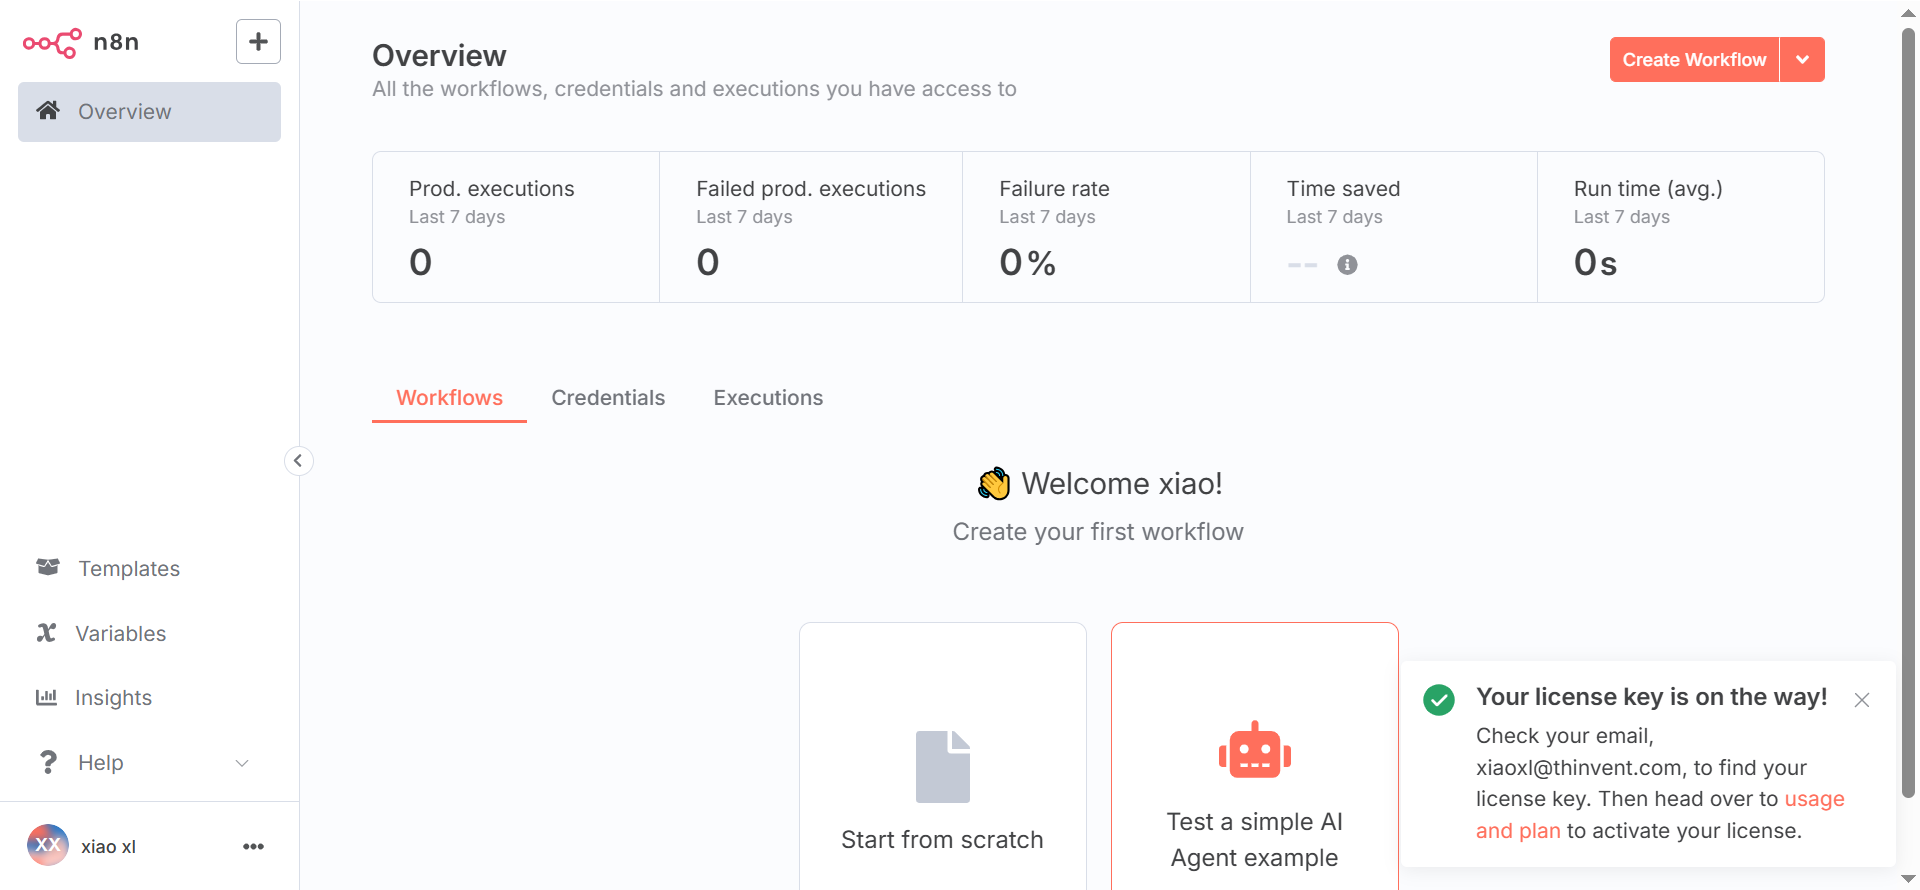 n8n
Overview
Overview
All the workflows, credentials and executions you have access to
Create Workflow
Prod. executions
Last 7 days
0
Failed prod. executions
Last 7 days
0
Failure rate
Last 7 days
0%
Time saved
Last 7 days
--
Run time (avg.)
Last 7 days
0s
Workflows
Credentials
Executions
👋 Welcome xiao!
Create your first workflow
Start from scratch
Test a simple AI
Agent example
Templates
Variables
Insights
Help
XX
xiao xl
Your license key is on the way!
Check your email,
xiaoxl@thinvent.com, to find your
license key. Then head over to usage
and plan to activate your license.